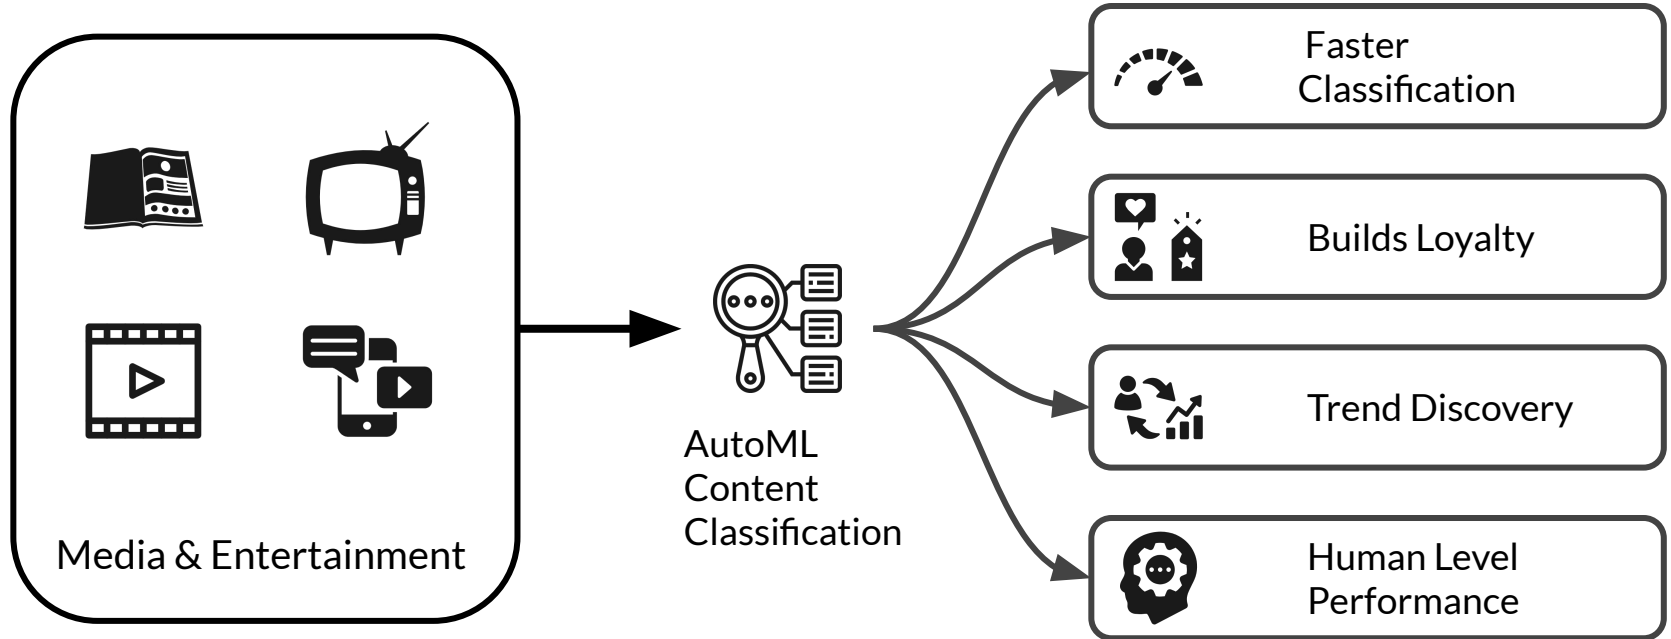 Media & Entertainment
AutoML
Content
Classification
Faster
Classification
Builds Loyalty
Trend Discovery
Human Level
Performance